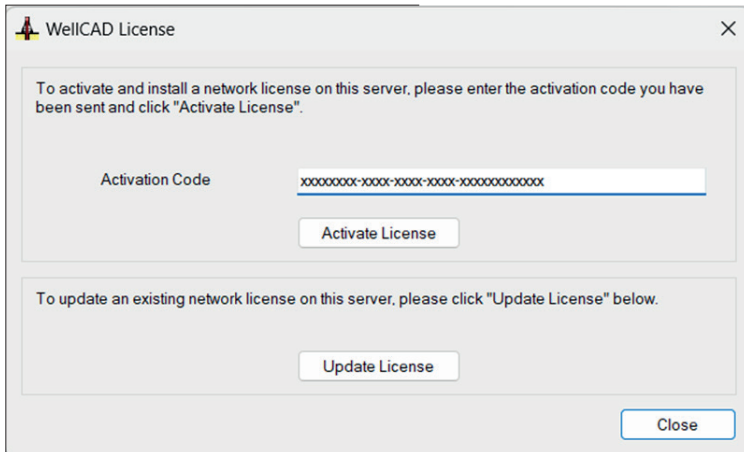 WellCAD License
To activate and install a network license on this server, please enter the activation code you have
been sent and click "Activate License".
Activation Code
xxxxxxxx-xxxx-xxxx-xxxx-xxxxxxxxxxxx
Activate License
To update an existing network license on this server, please click "Update License" below.
Update License
Close